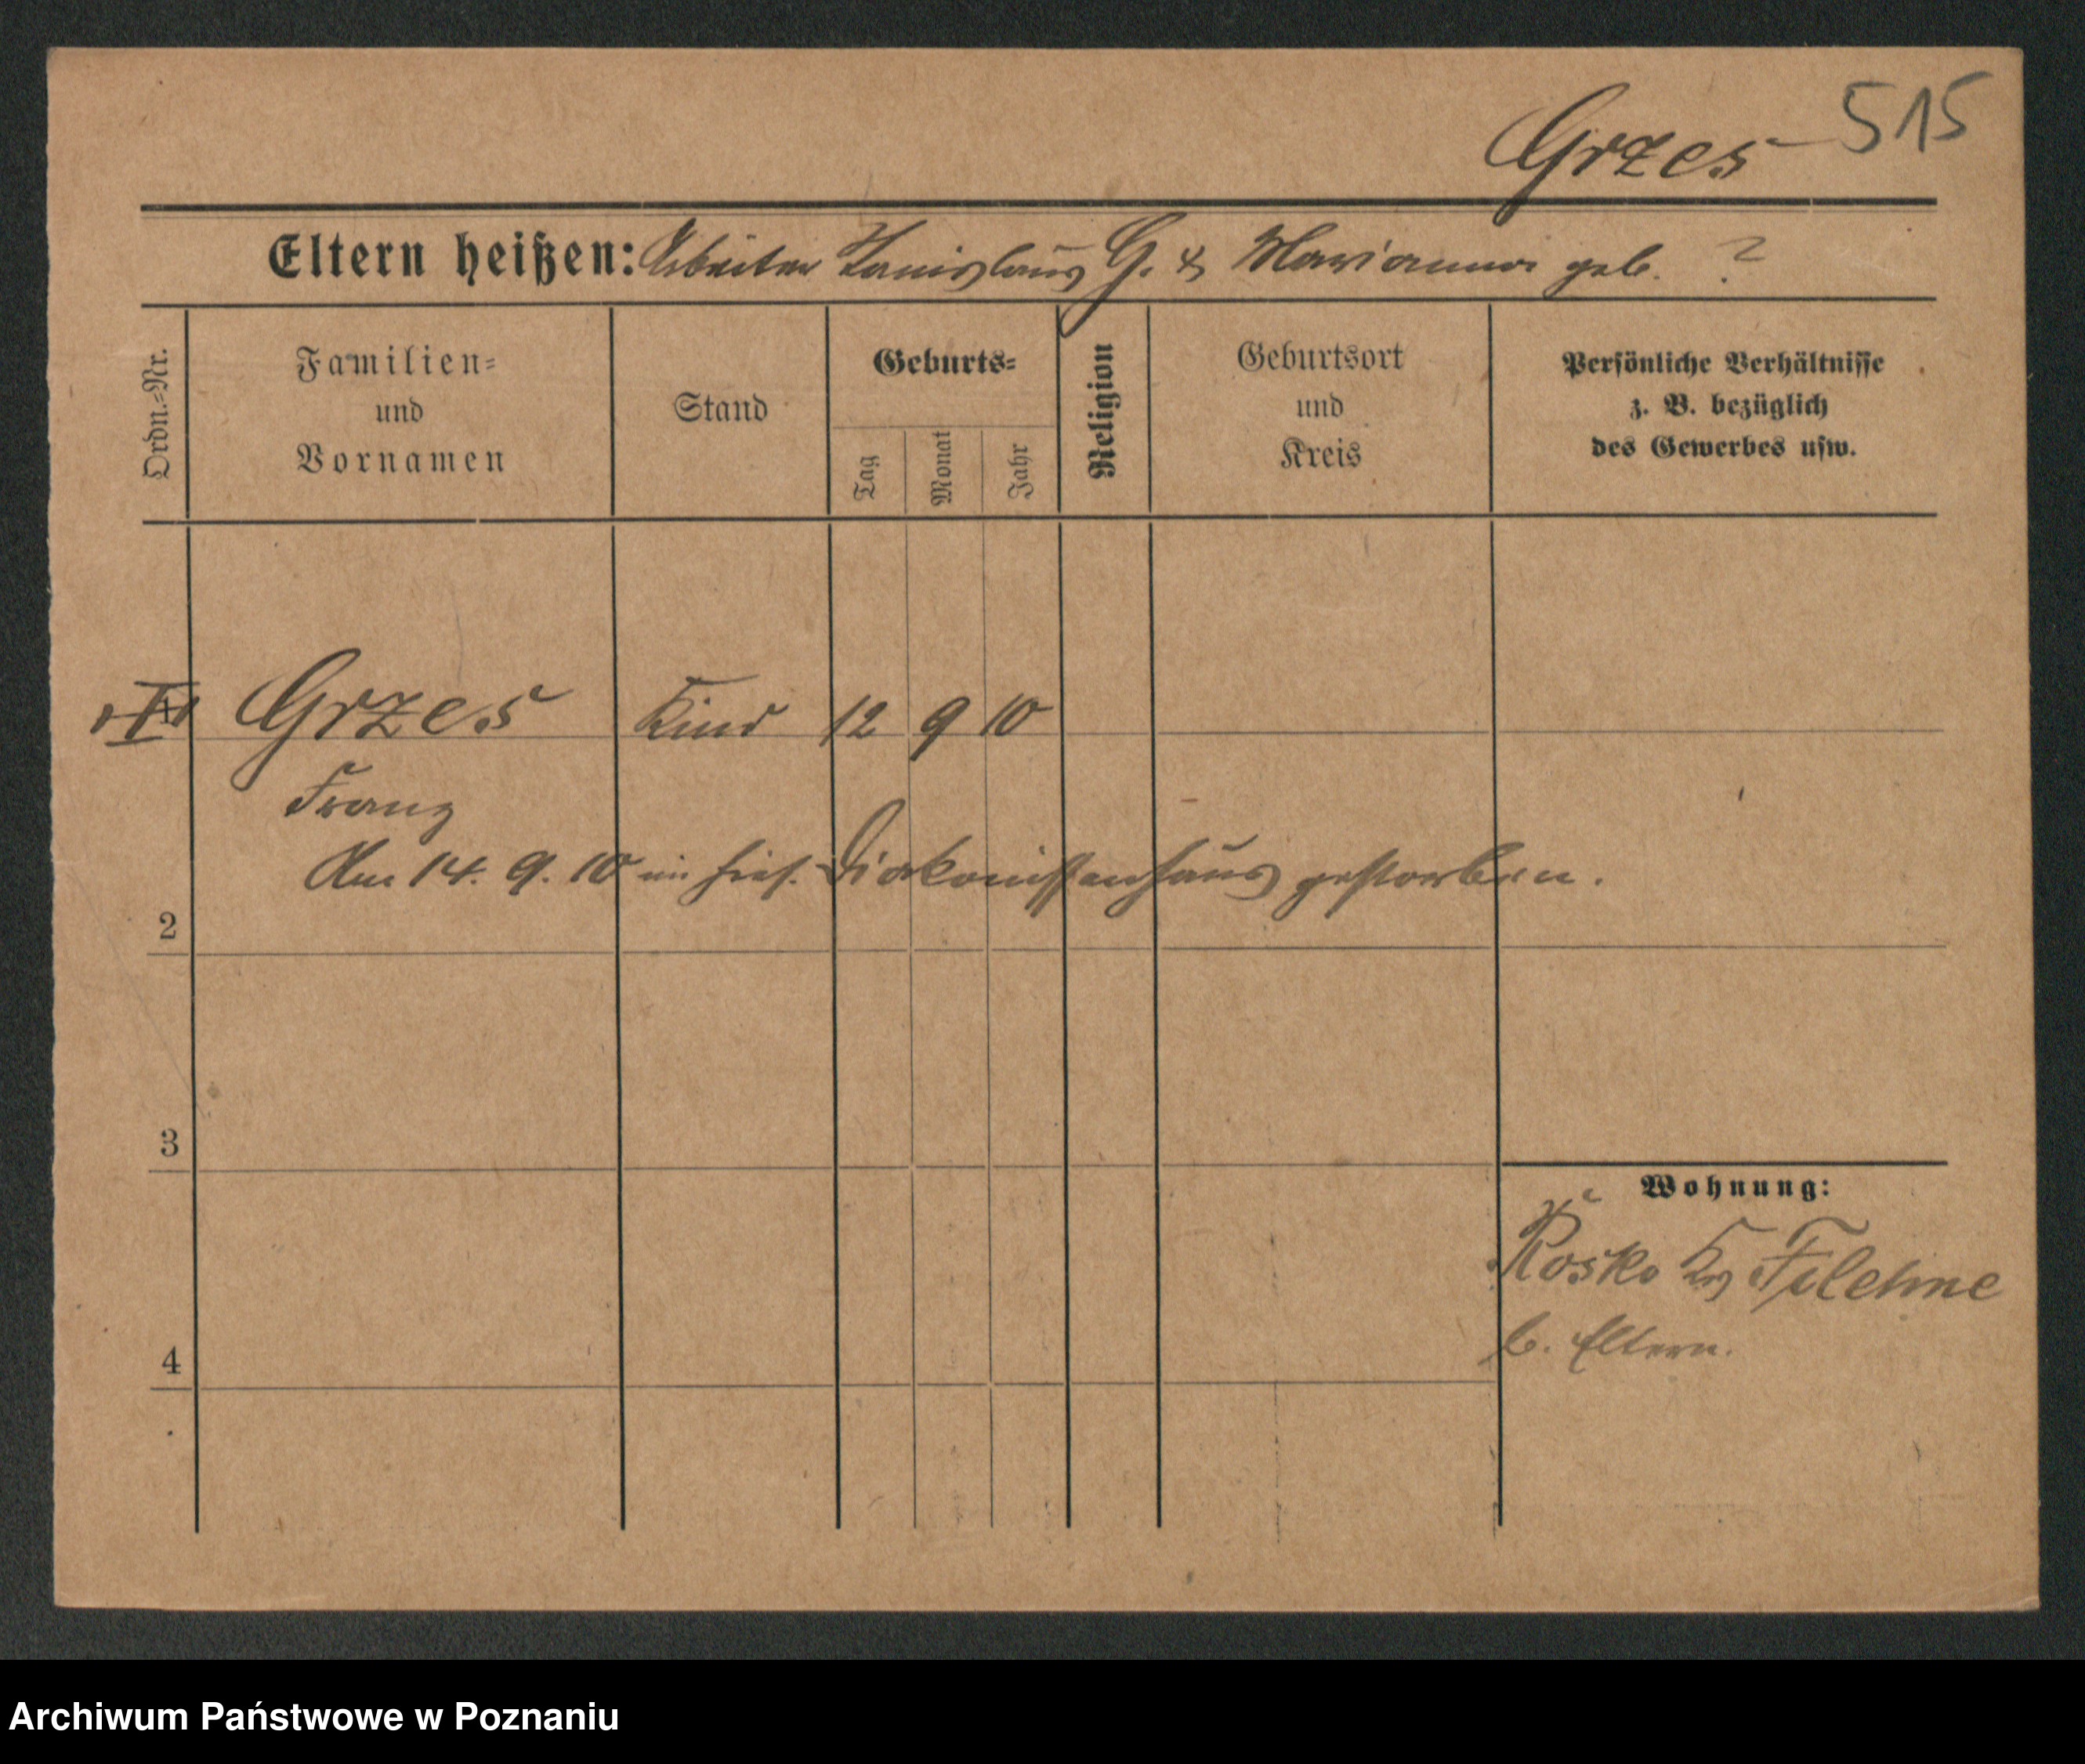 Grzes 515
Eltern heißen: Arbeiter Stanislaus G. & Marianna geb. ?
Ordn.=Nr.
Familien=
und
Vornamen
Stand
Geburts=
Tag
Monat
Jahr
Religion
Geburtsort
und
Kreis
Persönliche Verhältnisse
z. B. bezüglich
des Gewerbes usw.
Grzes Kind 12 9 10
Franz
Am 14. 9. 10 im hies. Diakonissenhaus gestorben.
2
3
Wohnung:
Rosko Krs Filehne
b. Eltern.
4
Archiwum Państwowe w Poznaniu